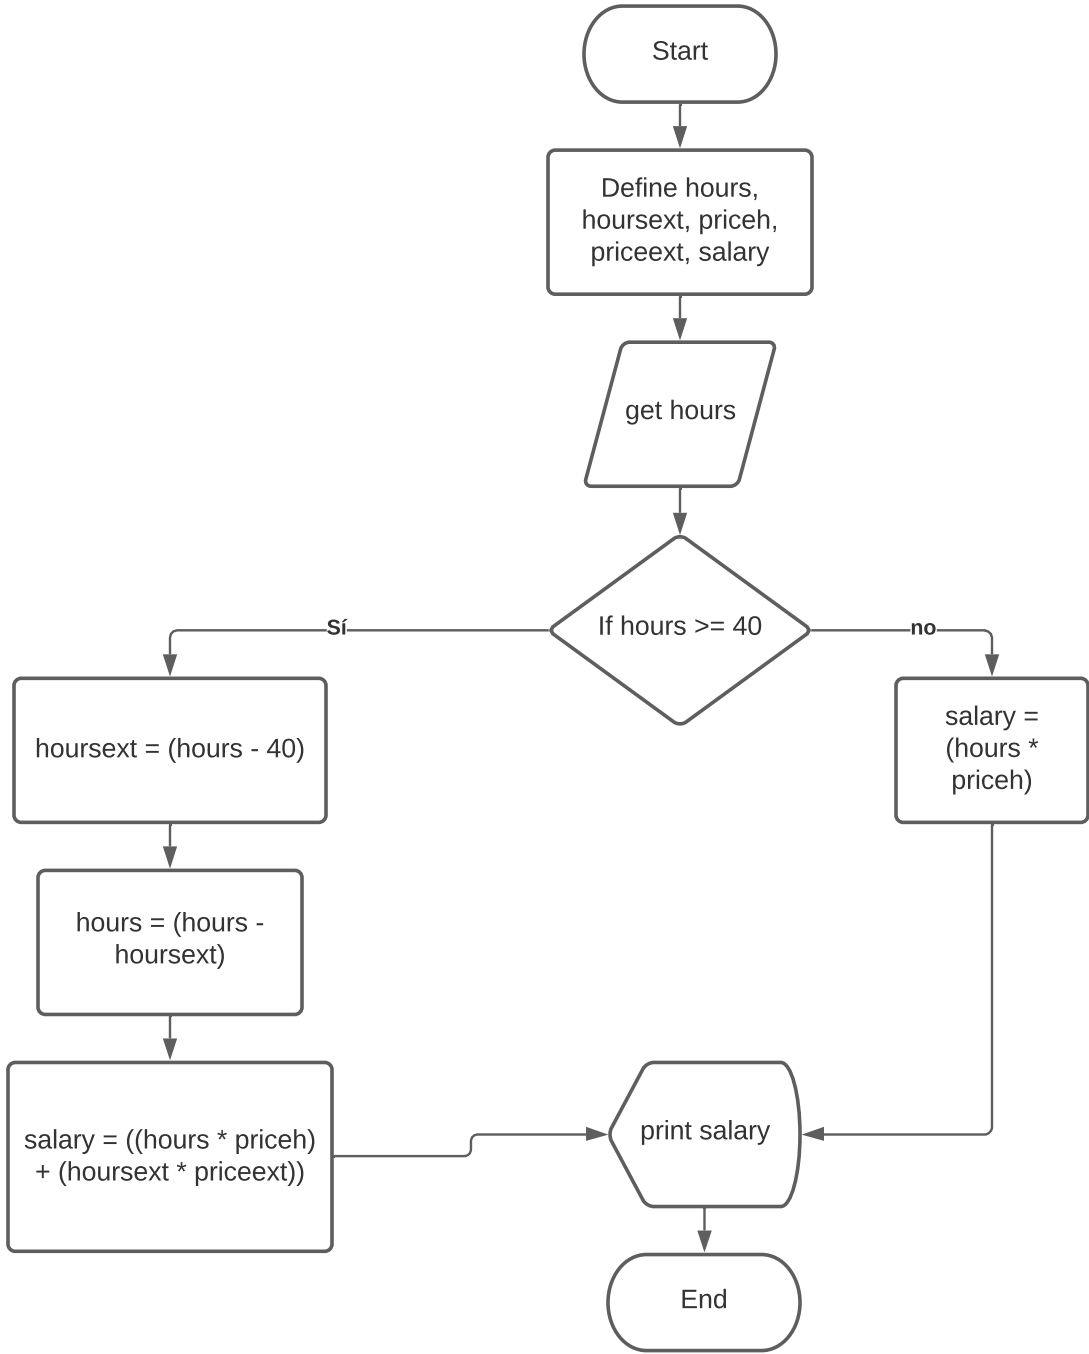 Start
Define hours,
hoursext, priceh,
priceext, salary
get hours
If hours >= 40
Sí
no
hoursext = (hours - 40)
salary =
(hours *
priceh)
hours = (hours -
hoursext)
salary = ((hours * priceh)
+ (hoursext * priceext))
print salary
End